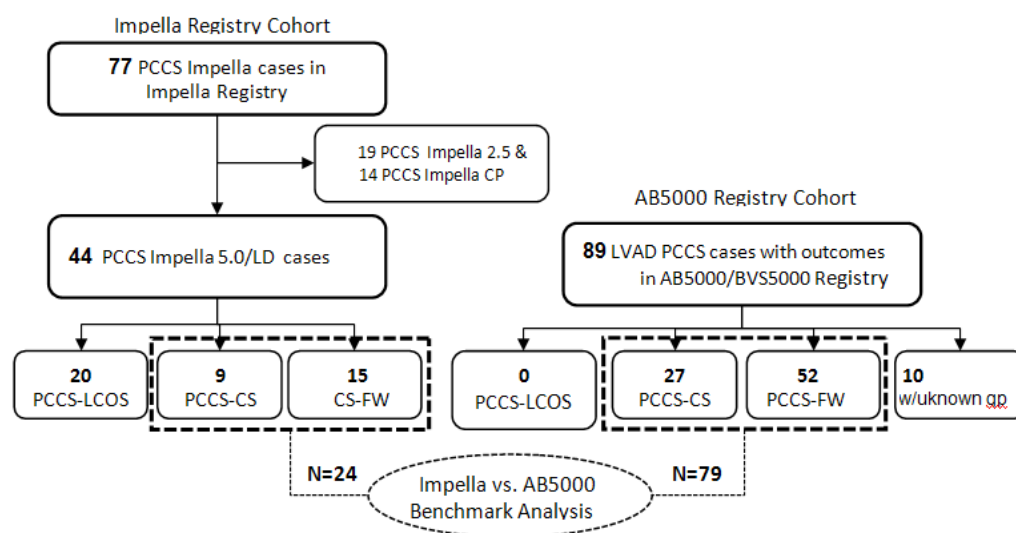 Impella Registry Cohort
77 PCCS Impella cases in
Impella Registry
19 PCCS Impella 2.5 &
14 PCCS Impella CP
44 PCCS Impella 5.0/LD cases
20
PCCS-LCOS
9
PCCS-CS
15
CS-FW
AB5000 Registry Cohort
89 LVAD PCCS cases with outcomes
in AB5000/BVS5000 Registry
0
PCCS-LCOS
27
PCCS-CS
52
PCCS-FW
10
w/uknown gp
N=24
N=79
Impella vs. AB5000
Benchmark Analysis